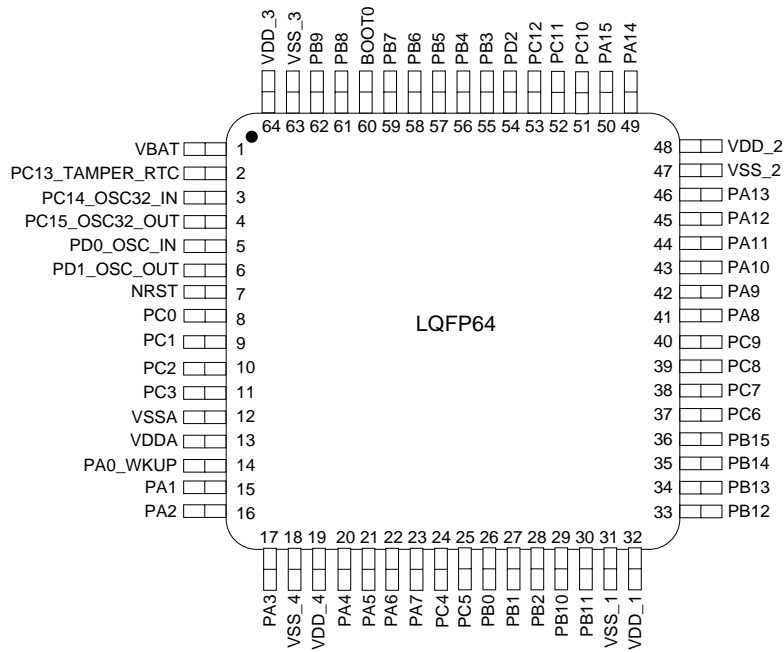 VDD_3 VSS_3 PB9 PB8 BOOT0 PB7 PB6 PB5 PB4 PB3 PD2 PC12 PC11 PC10 PA15 PA14
64 63 62 61 60 59 58 57 56 55 54 53 52 51 50 49
VBAT 1
PC13_TAMPER_RTC 2
PC14_OSC32_IN 3
PC15_OSC32_OUT 4
PD0_OSC_IN 5
PD1_OSC_OUT 6
NRST 7
PC0 8
PC1 9
PC2 10
PC3 11
VSSA 12
VDDA 13
PA0_WKUP 14
PA1 15
PA2 16
LQFP64
48 VDD_2
47 VSS_2
46 PA13
45 PA12
44 PA11
43 PA10
42 PA9
41 PA8
40 PC9
39 PC8
38 PC7
37 PC6
36 PB15
35 PB14
34 PB13
33 PB12
17 18 19 20 21 22 23 24 25 26 27 28 29 30 31 32
PA3 VSS_4 VDD_4 PA4 PA5 PA6 PA7 PC4 PC5 PB0 PB1 PB2 PB10 PB11 VSS_1 VDD_1